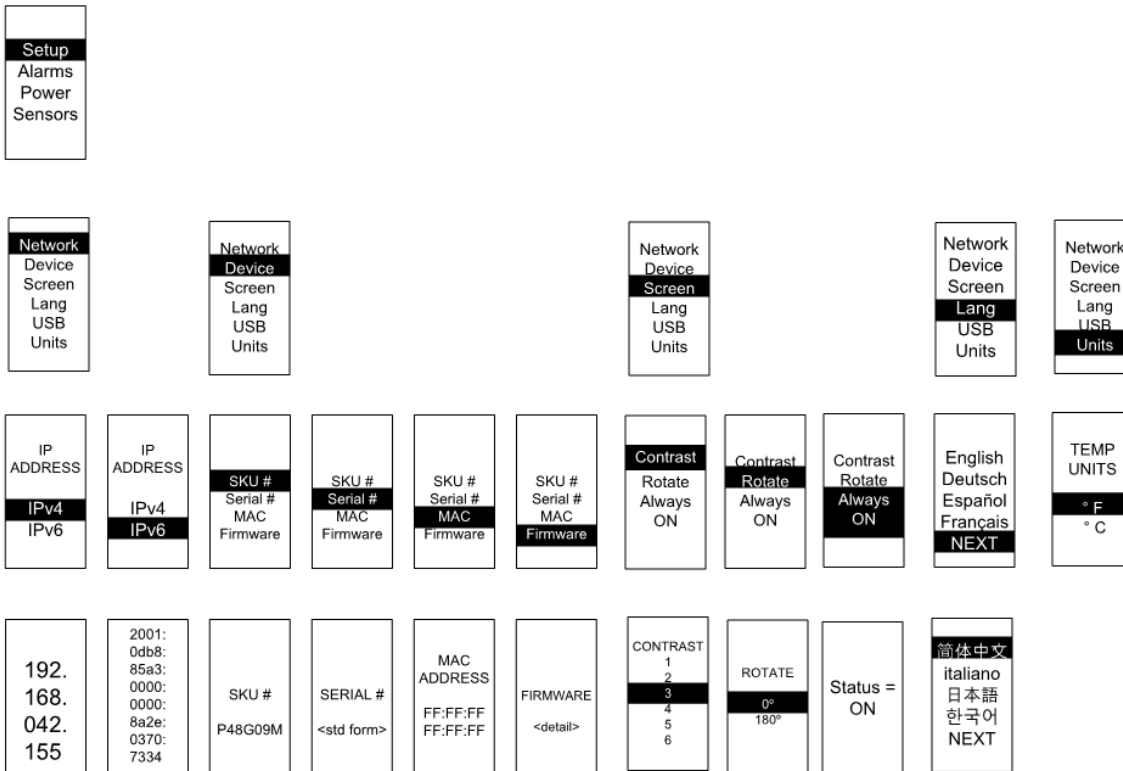 Setup
Alarms
Power
Sensors
Network
Device
Screen
Lang
USB
Units
Network
Device
Screen
Lang
USB
Units
Network
Device
Screen
Lang
USB
Units
Network
Device
Screen
Lang
USB
Units
Network
Device
Screen
Lang
USB
Units
IP
ADDRESS
IPv4
IPv6
IP
ADDRESS
IPv4
IPv6
SKU #
Serial #
MAC
Firmware
SKU #
Serial #
MAC
Firmware
SKU #
Serial #
MAC
Firmware
SKU #
Serial #
MAC
Firmware
Contrast
Rotate
Always
ON
Contrast
Rotate
Always
ON
Contrast
Rotate
Always
ON
English
Deutsch
Español
Français
NEXT
TEMP
UNITS
° F
° C
192.
168.
042.
155
2001:
0db8:
85a3:
0000:
0000:
8a2e:
0370:
7334
SKU #
P48G09M
SERIAL #
<std form>
MAC
ADDRESS
FF:FF:FF
FF:FF:FF
FIRMWARE
<detail>
CONTRAST
1
2
3
4
5
6
ROTATE
0°
180°
Status =
ON
简体中文
italiano
日本語
한국어
NEXT